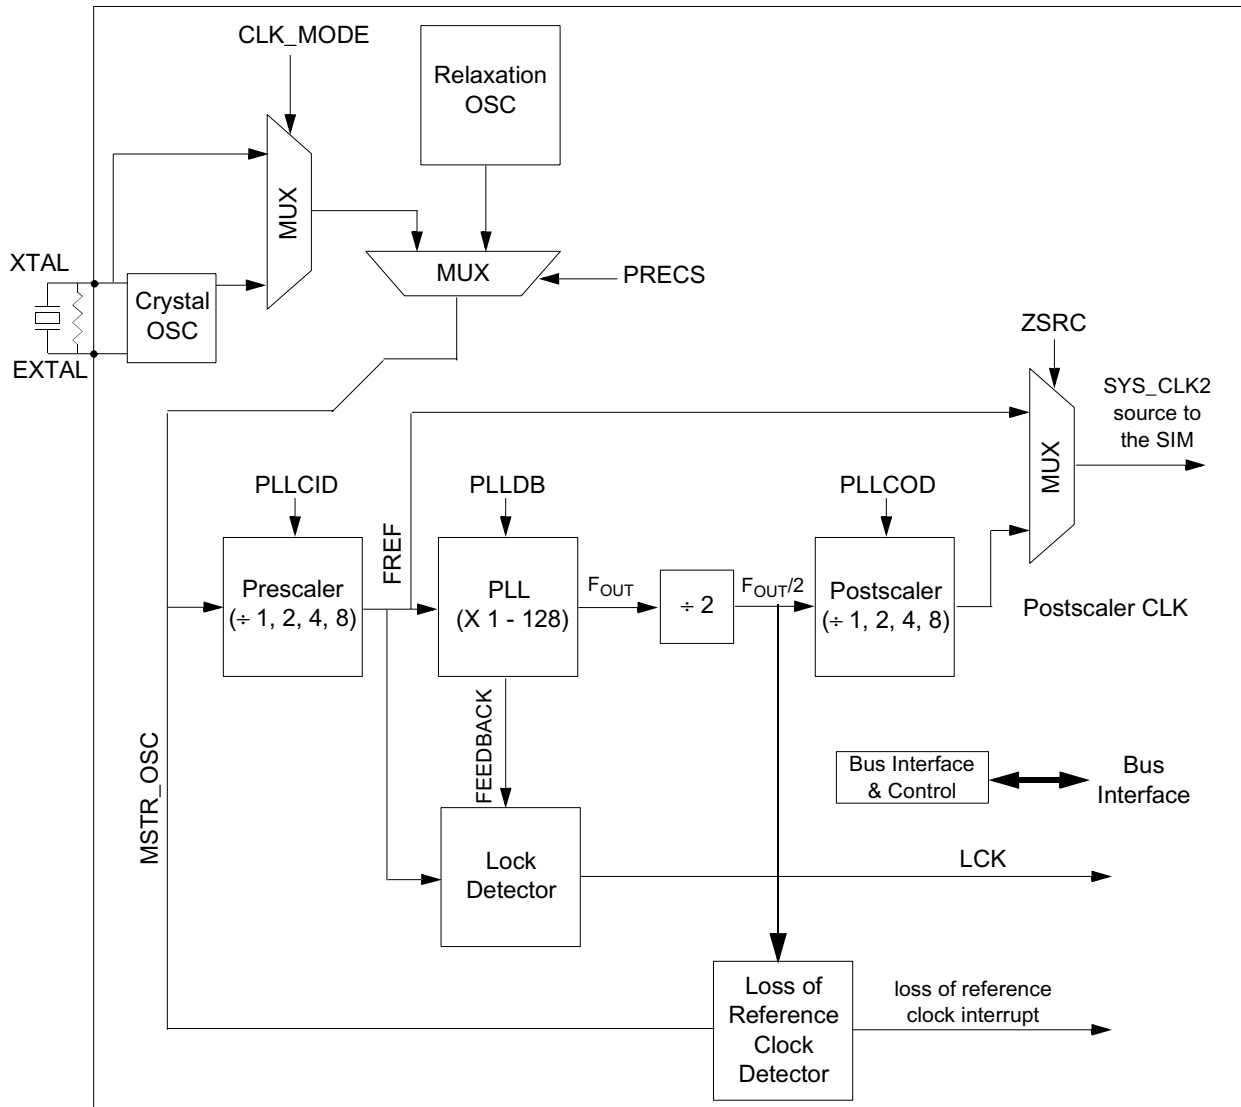 CLK_MODE
Relaxation
OSC
MUX
XTAL
MUX
PRECS
Crystal
OSC
EXTAL
ZSRC
SYS_CLK2
source to
the SIM
MUX
PLLCID
PLLDB
PLLCOD
FREF
Prescaler
(÷ 1, 2, 4, 8)
PLL
(X 1 - 128)
FOUT
÷ 2
FOUT/2
Postscaler
(÷ 1, 2, 4, 8)
Postscaler CLK
FEEDBACK
MSTR_OSC
Bus Interface
& Control
Bus
Interface
Lock
Detector
LCK
Loss of
Reference
Clock
Detector
loss of reference
clock interrupt